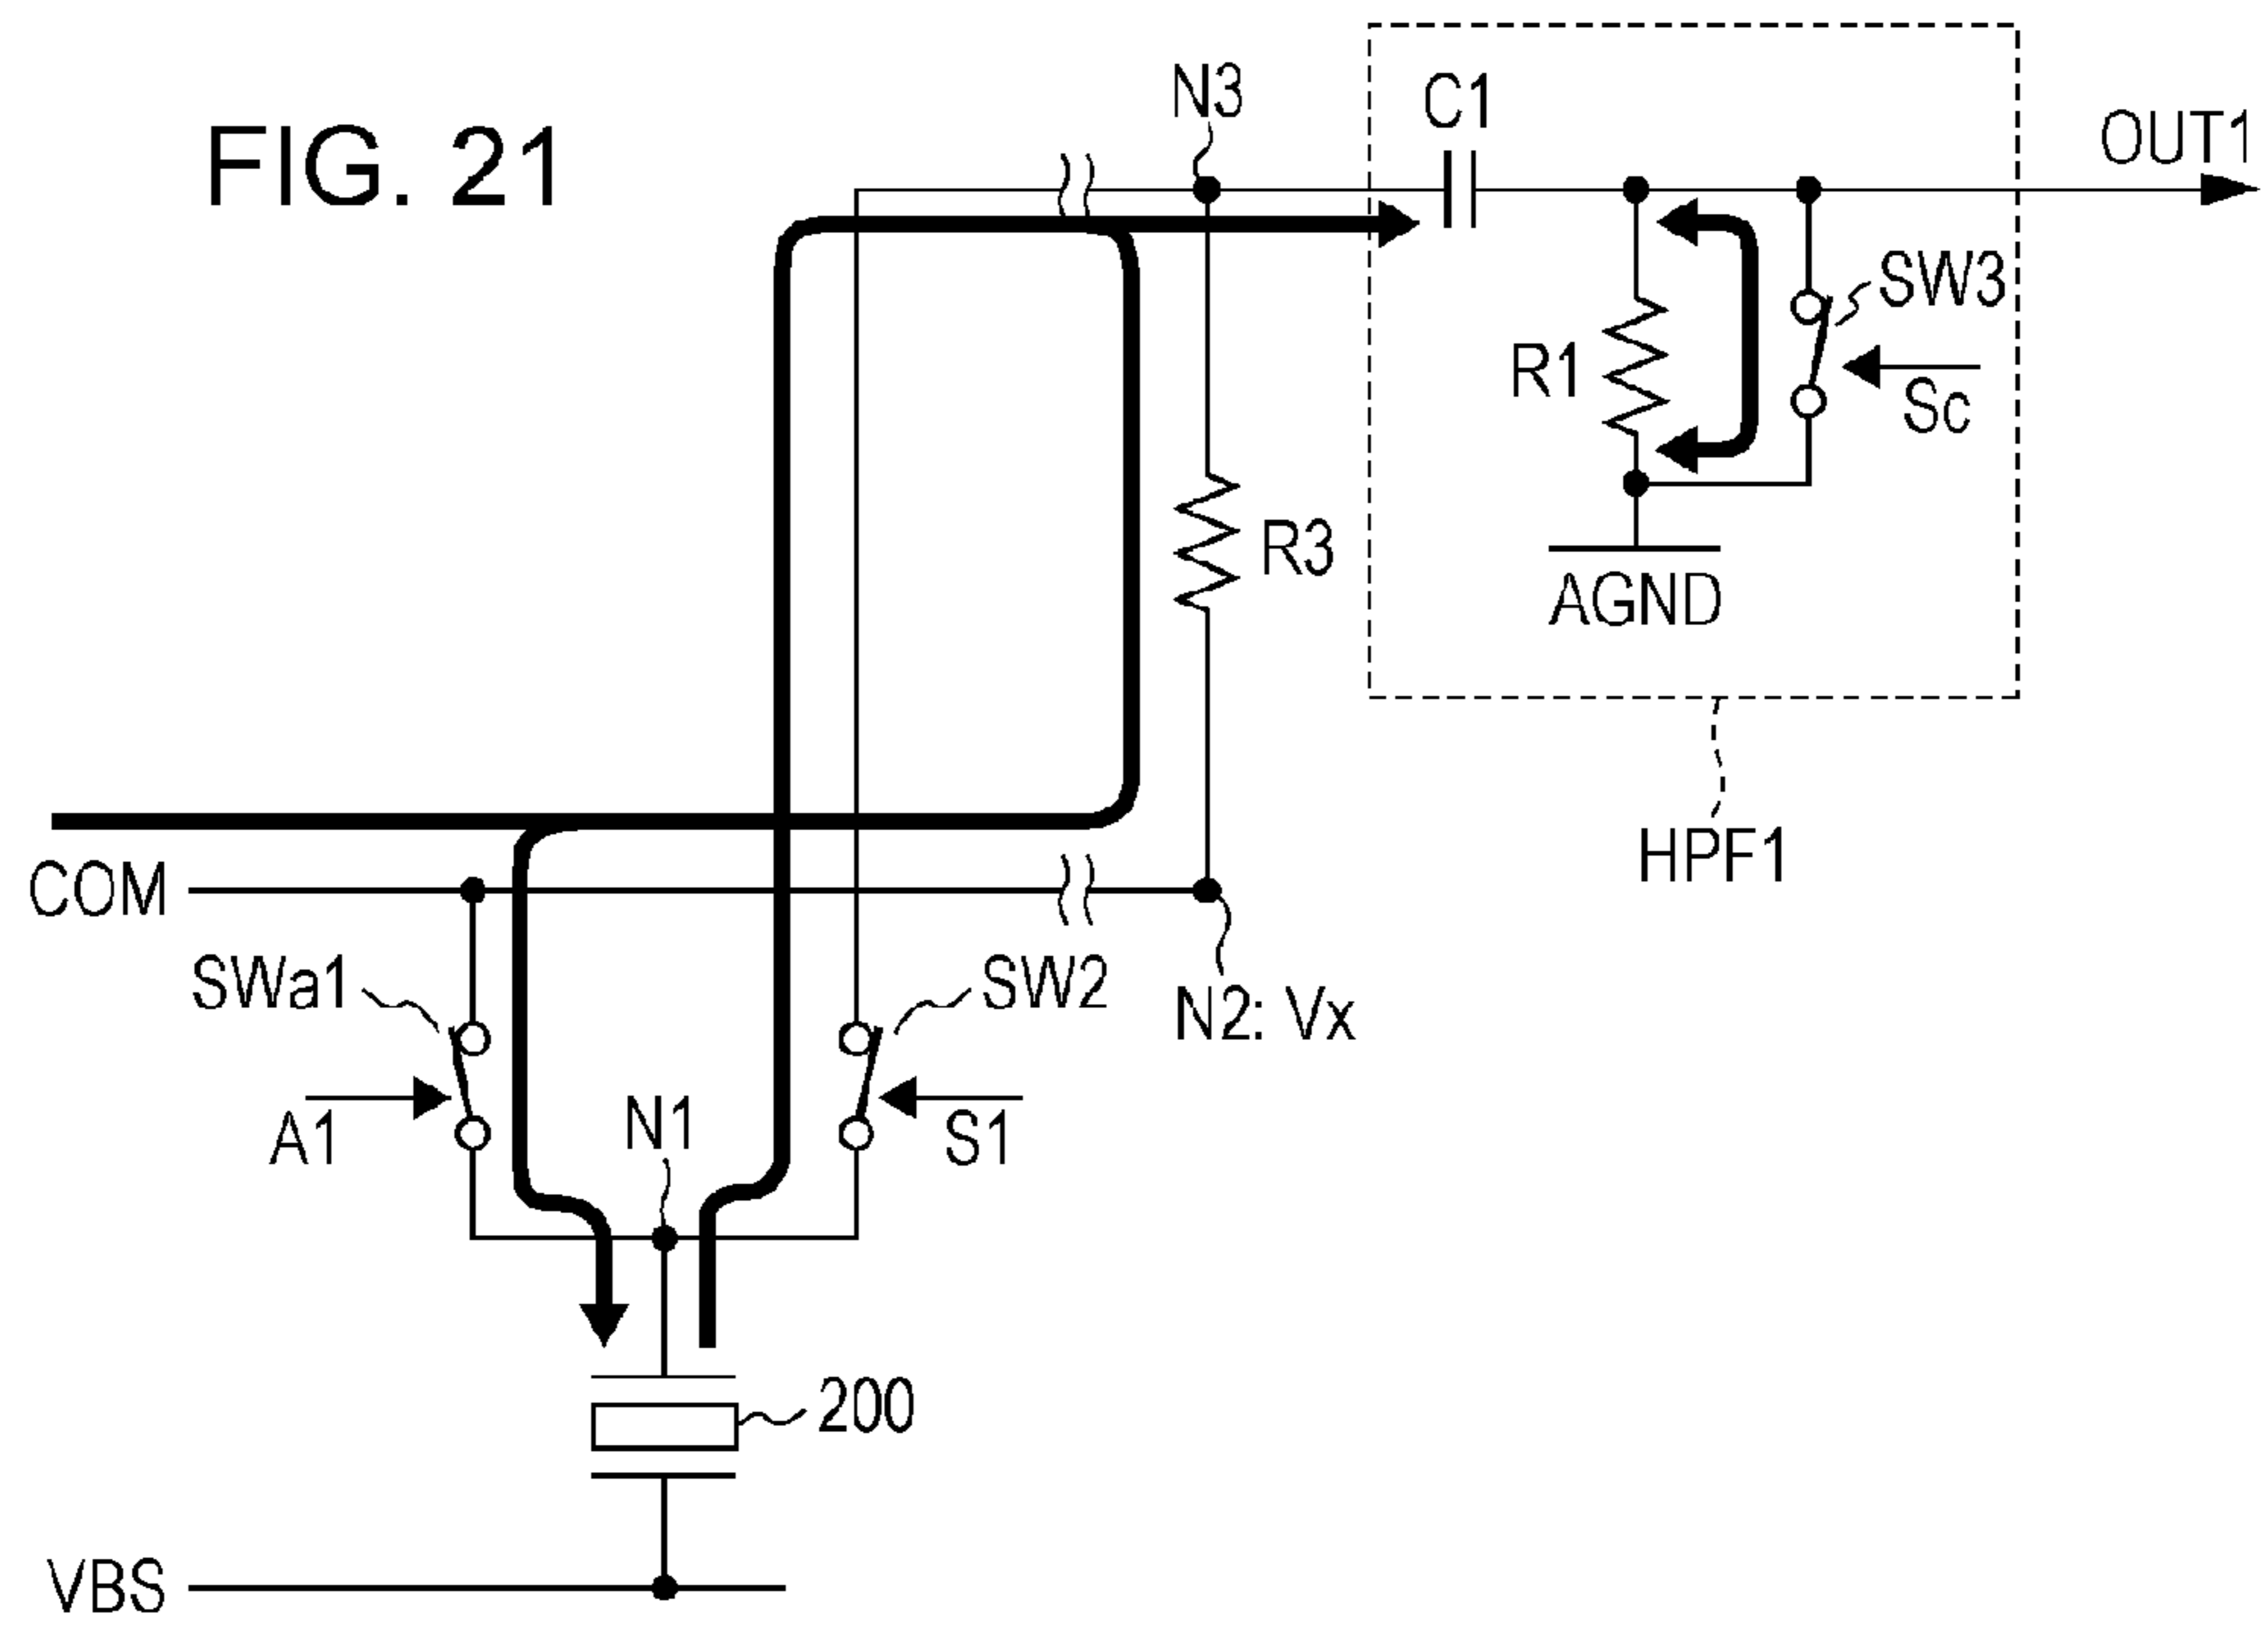 FIG. 21
N3
C1
OUT1
SW3
R1
Sc
R3
AGND
HPF1
COM
SWa1
SW2
N2: Vx
A1
N1
S1
200
VBS